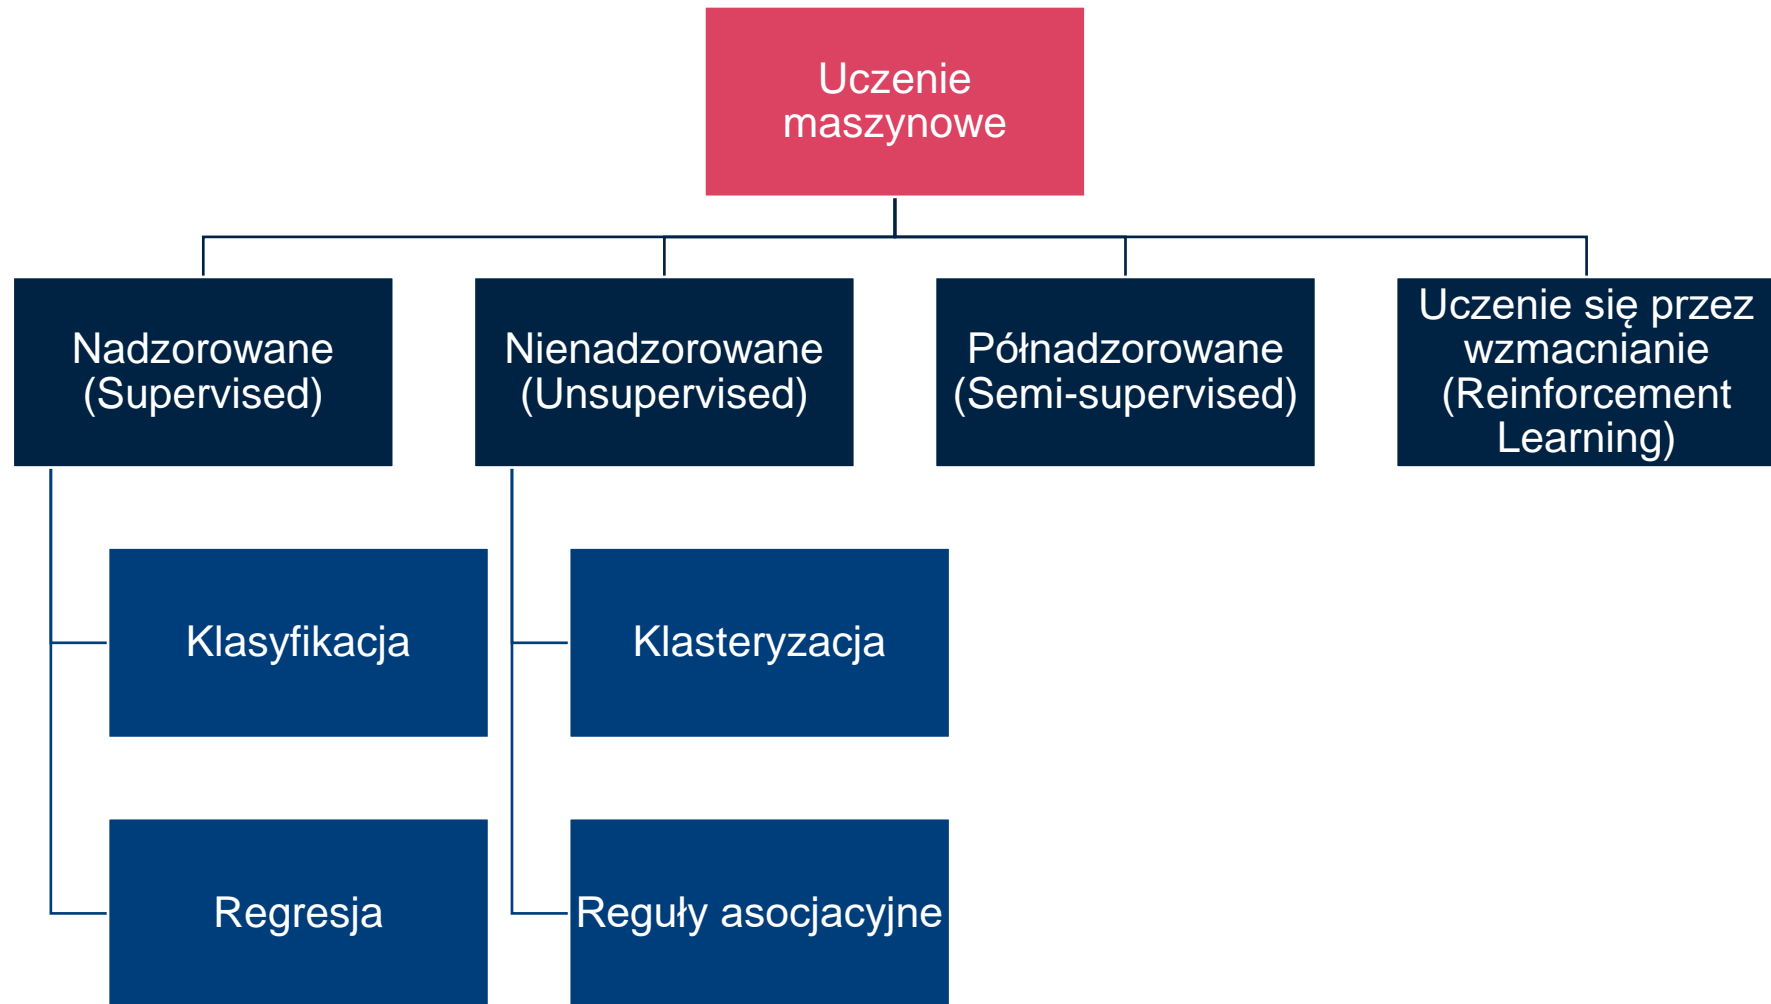 Uczenie
maszynowe
Nadzorowane
(Supervised)
Nienadzorowane
(Unsupervised)
Półnadzorowane
(Semi-supervised)
Uczenie się przez
wzmacnianie
(Reinforcement
Learning)
Klasyfikacja
Klasteryzacja
Regresja
Reguły asocjacyjne